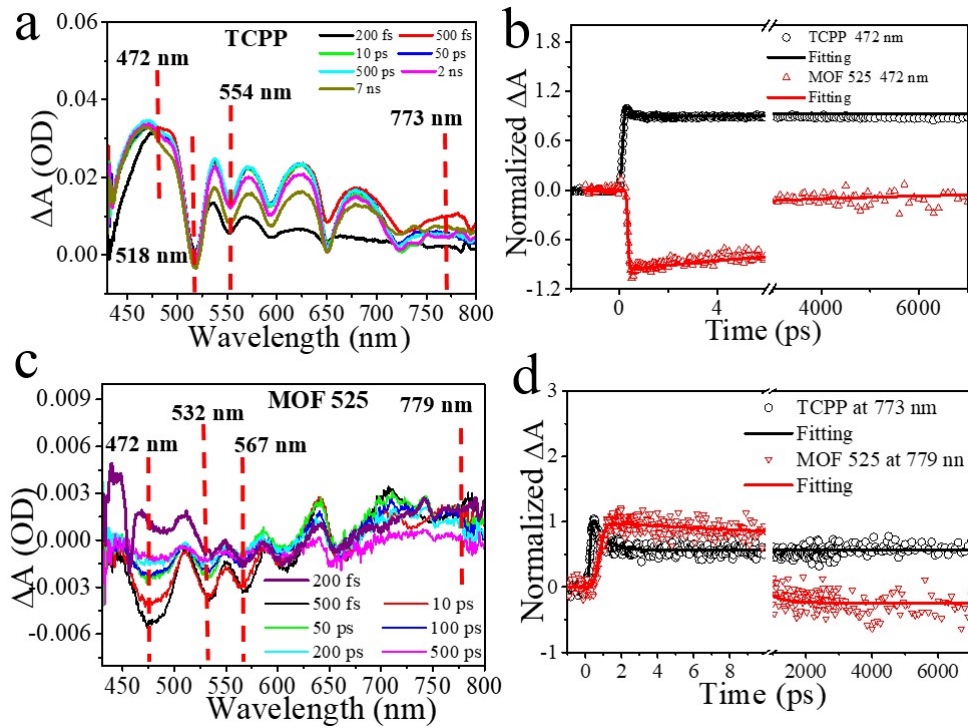 a
0.06
0.04
0.02
0.00
ΔA (OD)
TCPP
200 fs 500 fs
10 ps 50 ps
500 ps 2 ns
7 ns
472 nm
554 nm
773 nm
518 nm
450 500 550 600 650 700 750 800
Wavelength (nm)
b
1.8
1.2
0.6
0.0
-0.6
-1.2
Normalized ΔA
TCPP 472 nm
Fitting
MOF 525 472 nm
Fitting
0 4 4000 6000
Time (ps)
c
0.009
0.006
0.003
0.000
-0.003
-0.006
ΔA (OD)
MOF 525
472 nm
532 nm
567 nm
779 nm
200 fs
500 fs 10 ps
50 ps 100 ps
200 ps 500 ps
450 500 550 600 650 700 750 800
Wavelength (nm)
d
3
2
1
0
-1
Normalized ΔA
TCPP at 773 nm
Fitting
MOF 525 at 779 nn
Fitting
0 2 4 6 8 2000 4000 6000
Time (ps)